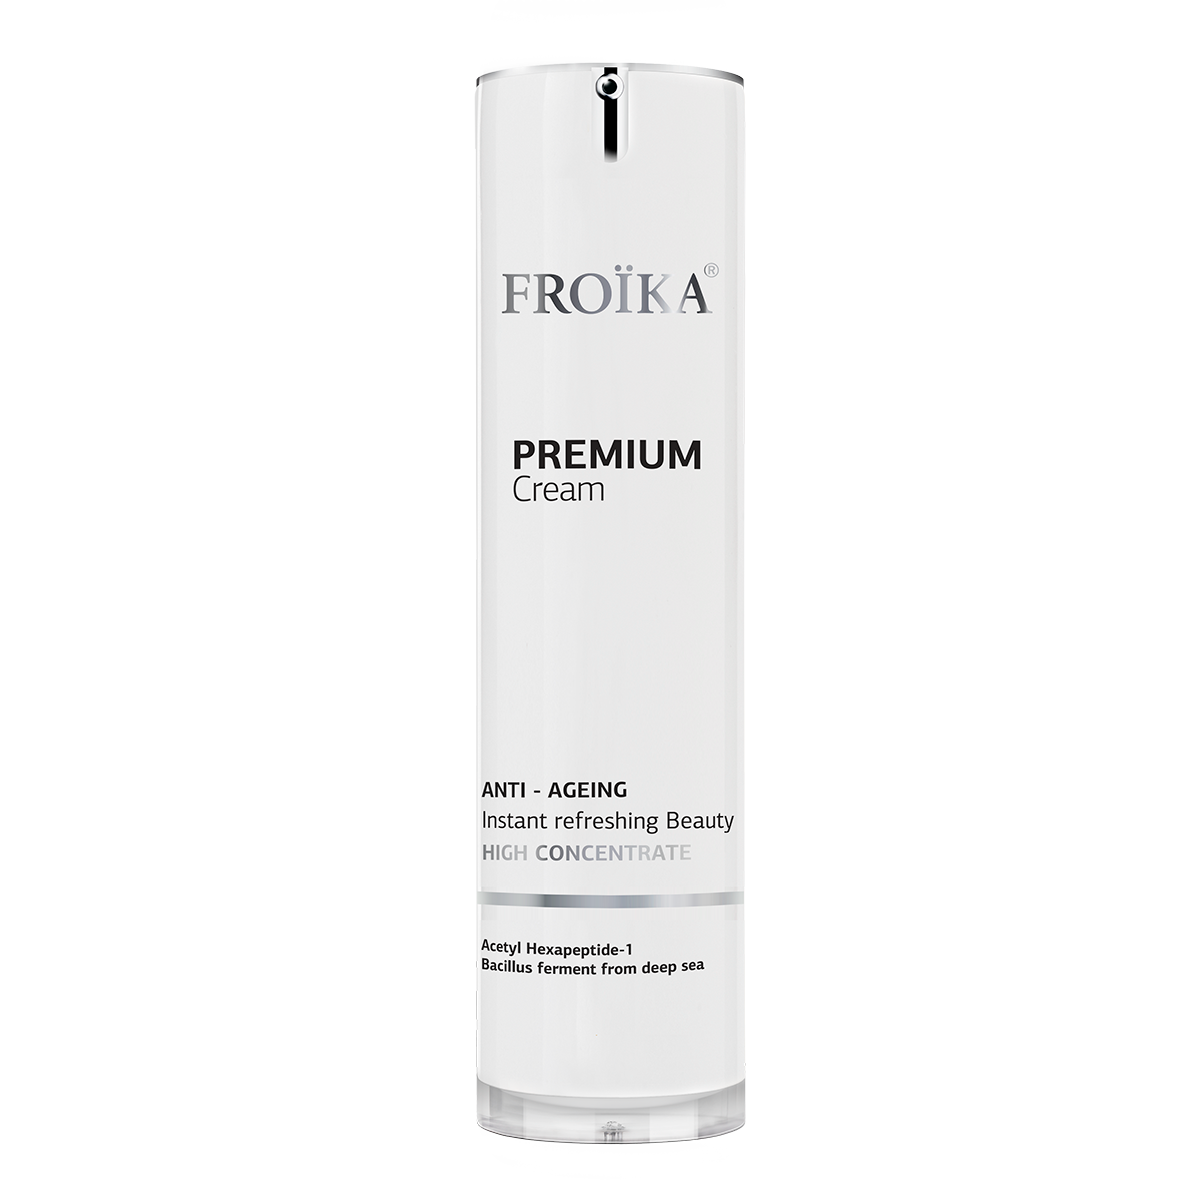 FROÏKA®
PREMIUM
Cream
ANTI - AGEING
Instant refreshing Beauty
HIGH CONCENTRATE
Acetyl Hexapeptide-1
Bacillus ferment from deep sea